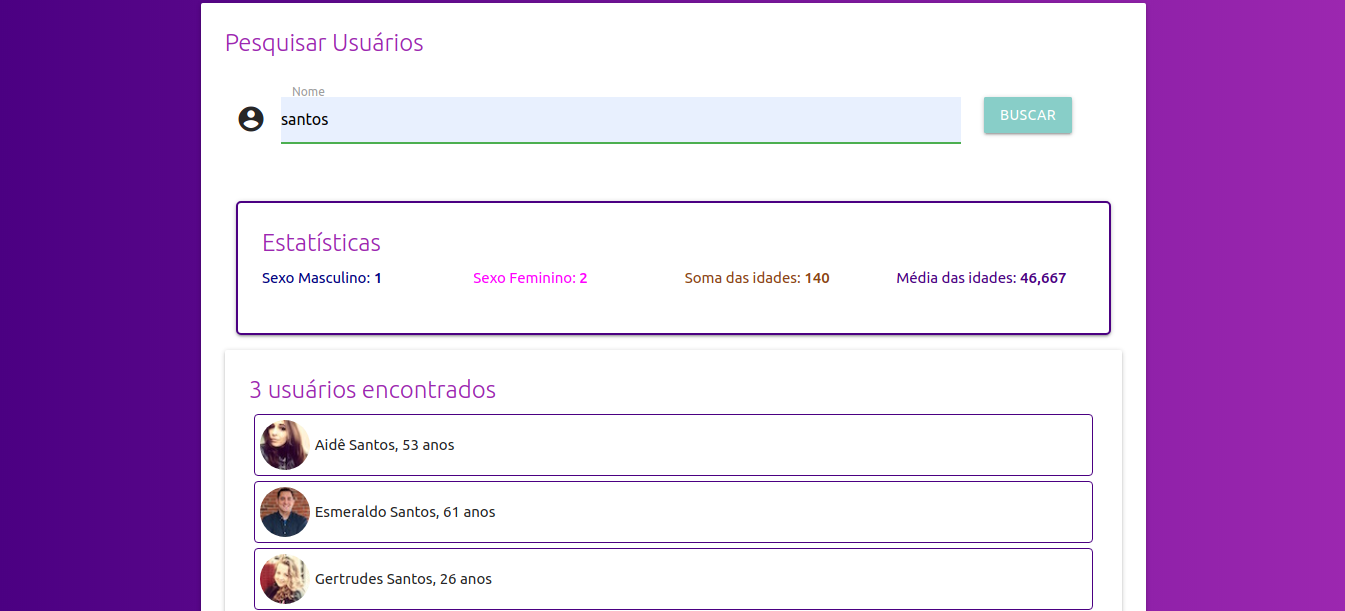 Pesquisar Usuários
Nome
santos
BUSCAR
Estatísticas
Sexo Masculino: 1
Sexo Feminino: 2
Soma das idades: 140
Média das idades: 46,667
3 usuários encontrados
Aidê Santos, 53 anos
Esmeraldo Santos, 61 anos
Gertrudes Santos, 26 anos